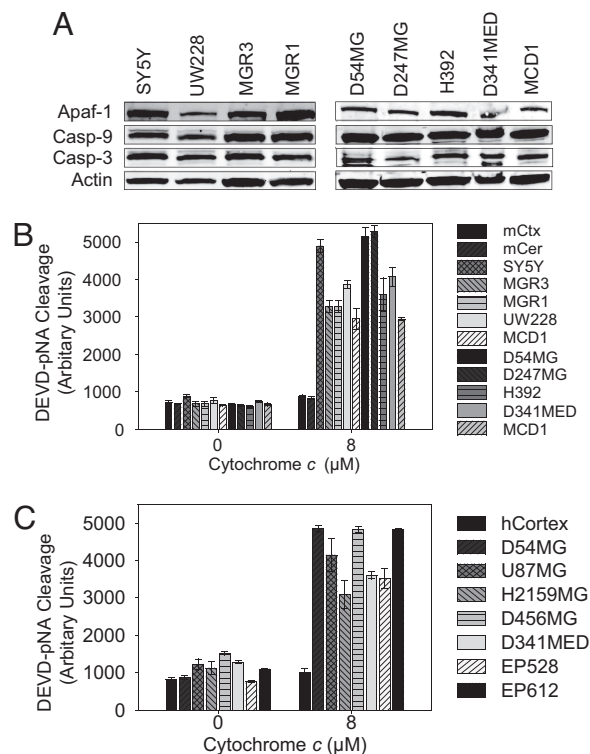 A
SY5Y
UW228
MGR3
MGR1
D54MG
D247MG
H392
D341MED
MCD1
Apaf-1
Casp-9
Casp-3
Actin
B
DEVD-pNA Cleavage
(Arbitary Units)
5000
4000
3000
2000
1000
0
0
8
Cytochrome c (µM)
mCtx
mCer
SY5Y
MGR3
MGR1
UW228
MCD1
D54MG
D247MG
H392
D341MED
MCD1
C
DEVD-pNA Cleavage
(Arbitary Units)
5000
4000
3000
2000
1000
0
0
8
Cytochrome c (µM)
hCortex
D54MG
U87MG
H2159MG
D456MG
D341MED
EP528
EP612